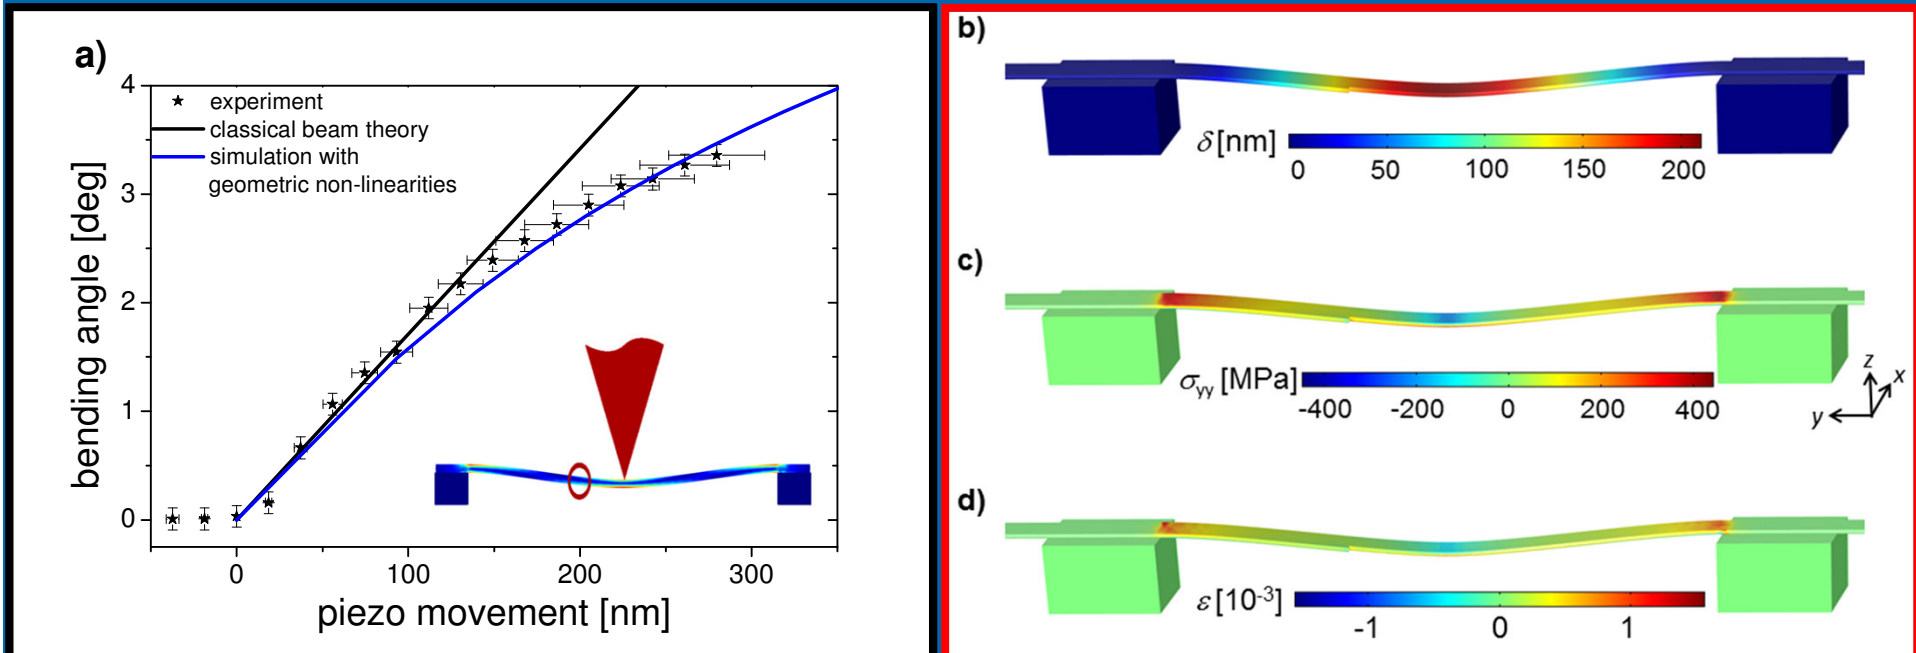 a)
4
3
2
1
0
bending angle [deg]
experiment
classical beam theory
simulation with
geometric non-linearities
0
100
200
300
piezo movement [nm]
b)
δ [nm]
0
50
100
150
200
c)
σyy [MPa]
-400
-200
0
200
400
z
x
y
d)
ε [10-3]
-1
0
1